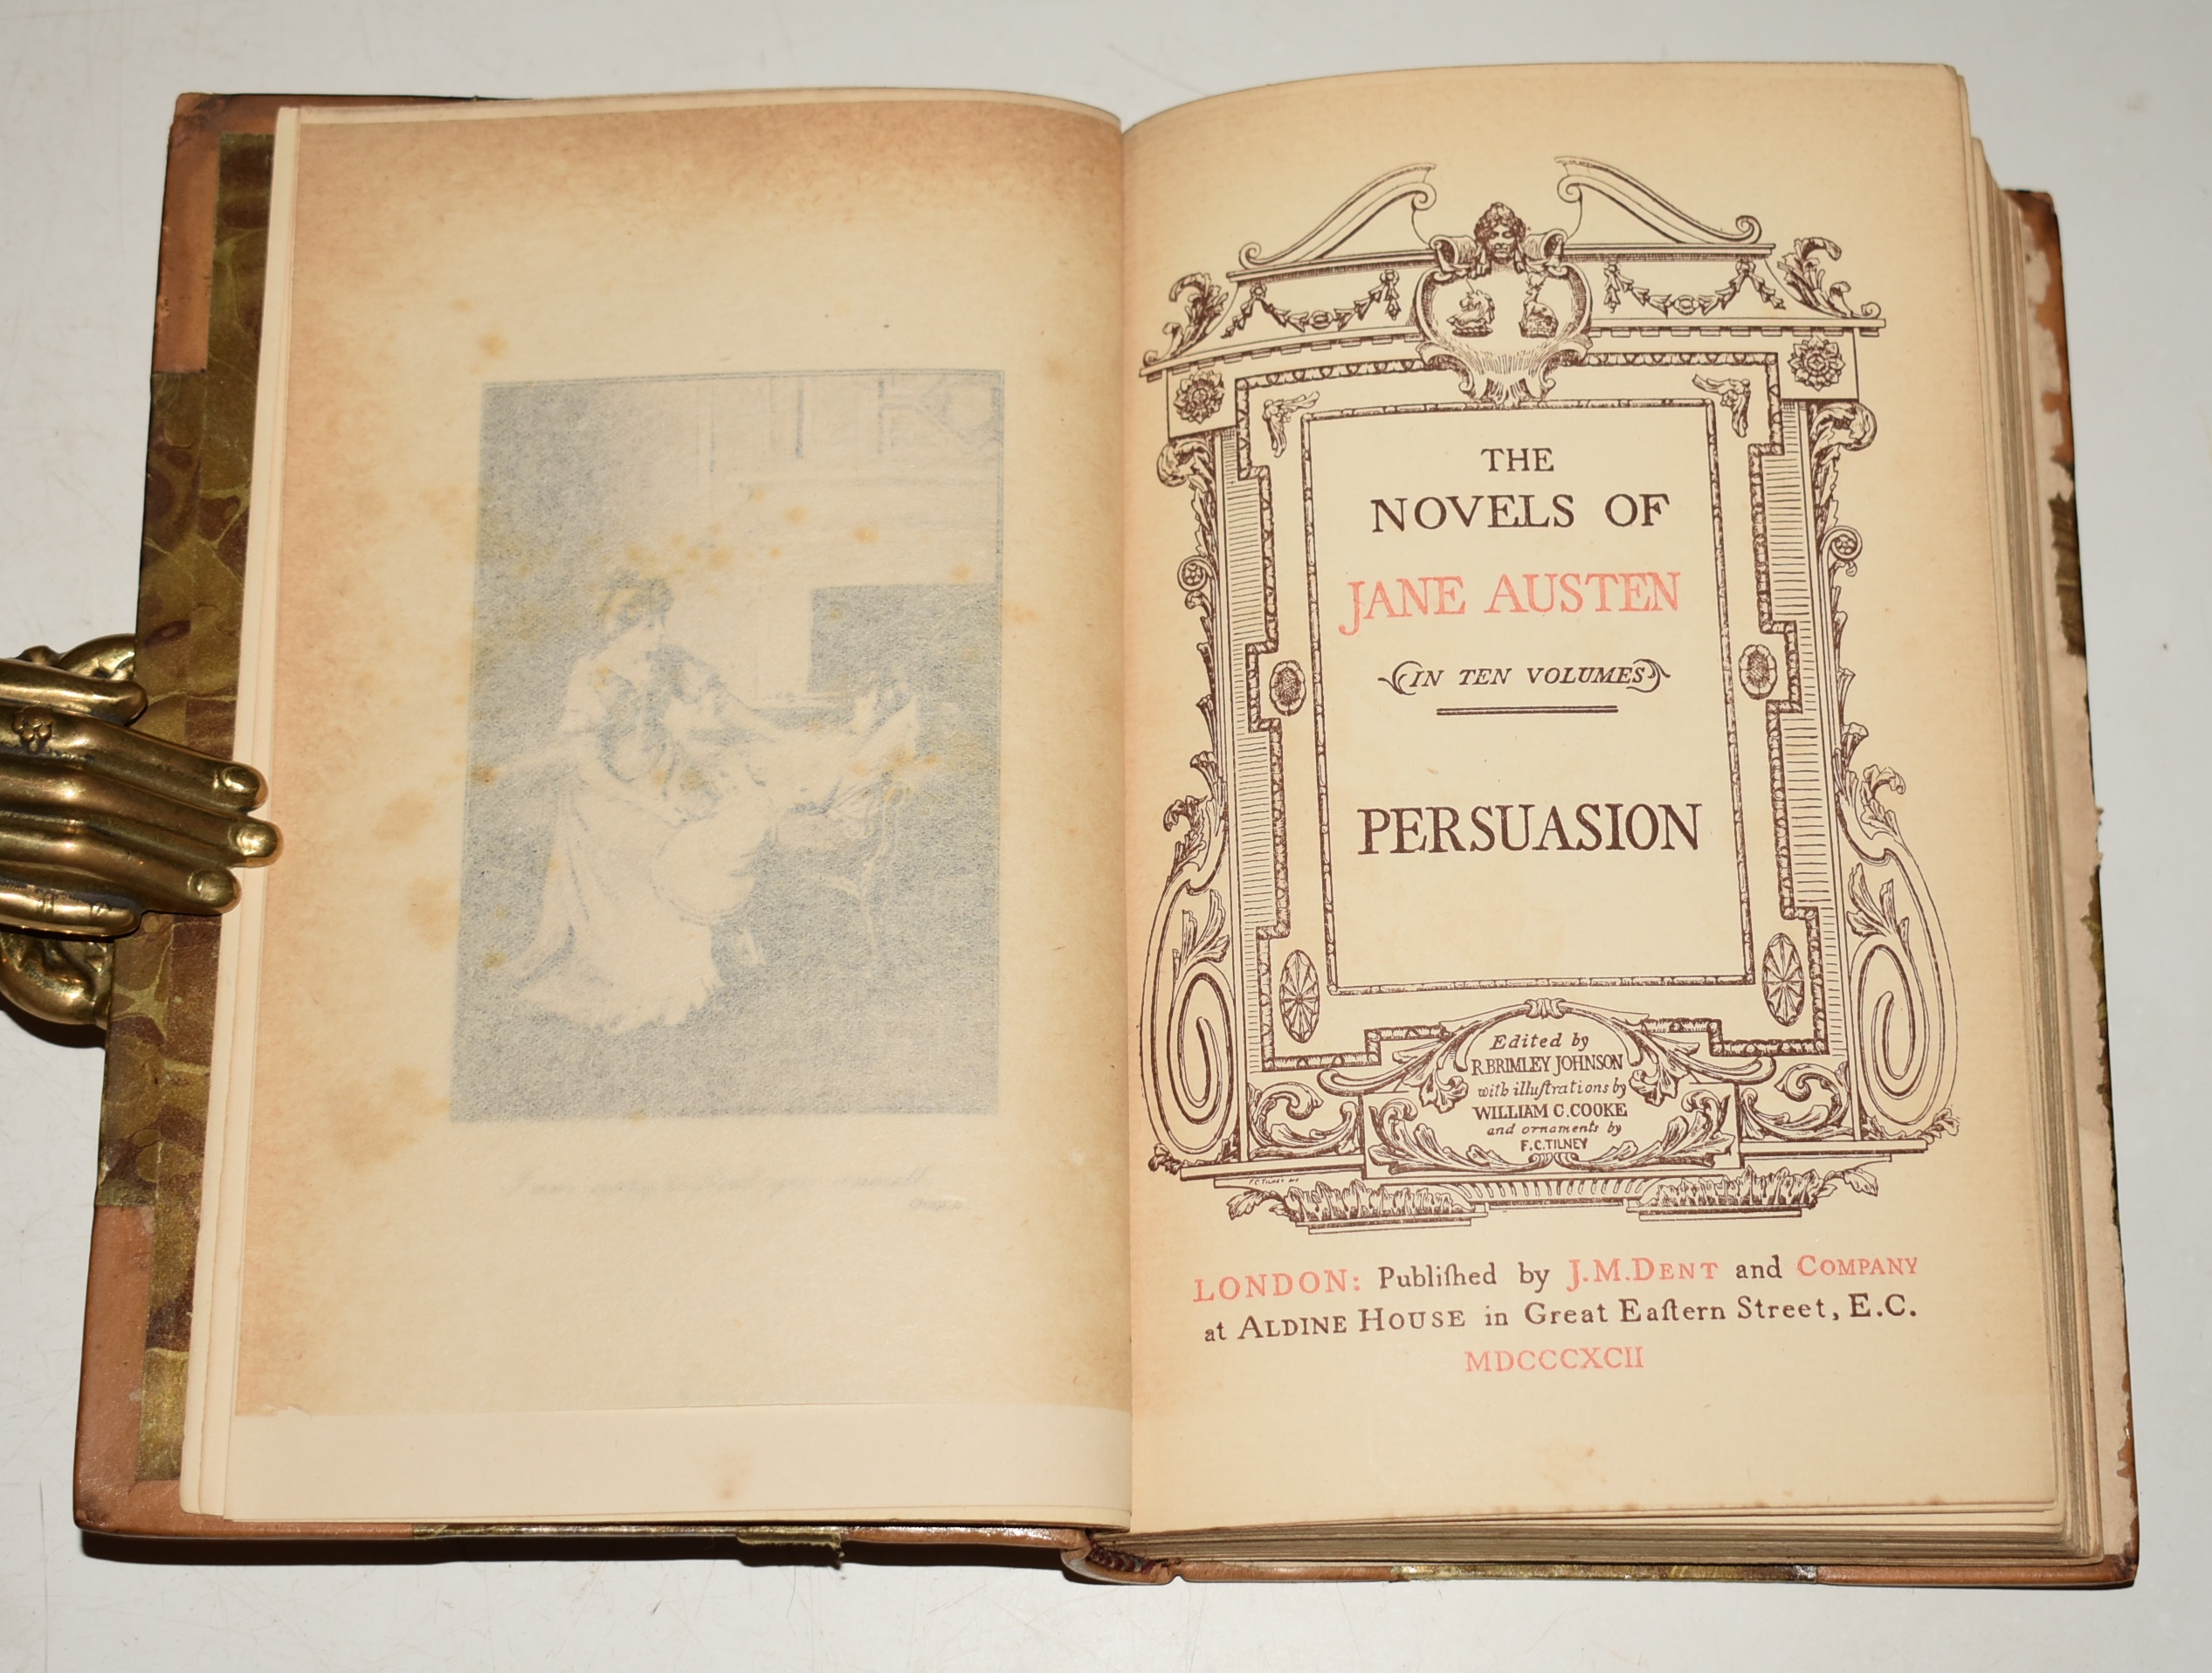 THE
NOVELS OF
JANE AUSTEN
IN TEN VOLUMES
PERSUASION
Edited by
R. BRIMLEY JOHNSON
with illuſtrations by
WILLIAM C. COOKE
and ornaments by
F. C. TILNEY
LONDON: Publiſhed by J. M. DENT and COMPANY
at ALDINE HOUSE in Great Eaſtern Street, E.C.
MDCCCXCII